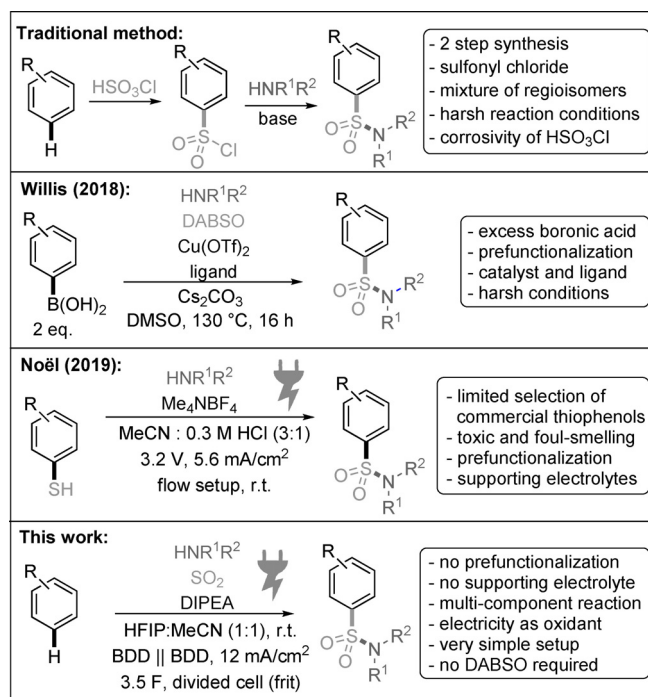 Traditional method:
R
H
HSO₃Cl
R
S
O
O
Cl
HNR¹R²
base
R
S
O
O
N
R²
R¹
- 2 step synthesis
- sulfonyl chloride
- mixture of regioisomers
- harsh reaction conditions
- corrosivity of HSO₃Cl
Willis (2018):
R
B(OH)₂
2 eq.
HNR¹R²
DABSO
Cu(OTf)₂
ligand
Cs₂CO₃
DMSO, 130 °C, 16 h
R
S
O
O
N
R²
R¹
- excess boronic acid
- prefunctionalization
- catalyst and ligand
- harsh conditions
Noël (2019):
R
SH
HNR¹R²
Me₄NBF₄
MeCN : 0.3 M HCl (3:1)
3.2 V, 5.6 mA/cm²
flow setup, r.t.
R
S
O
O
N
R²
R¹
- limited selection of
commercial thiophenols
- toxic and foul-smelling
- prefunctionalization
- supporting electrolytes
This work:
R
H
HNR¹R²
SO₂
DIPEA
HFIP:MeCN (1:1), r.t.
BDD || BDD, 12 mA/cm²
3.5 F, divided cell (frit)
R
S
O
O
N
R²
R¹
- no prefunctionalization
- no supporting electrolyte
- multi-component reaction
- electricity as oxidant
- very simple setup
- no DABSO required